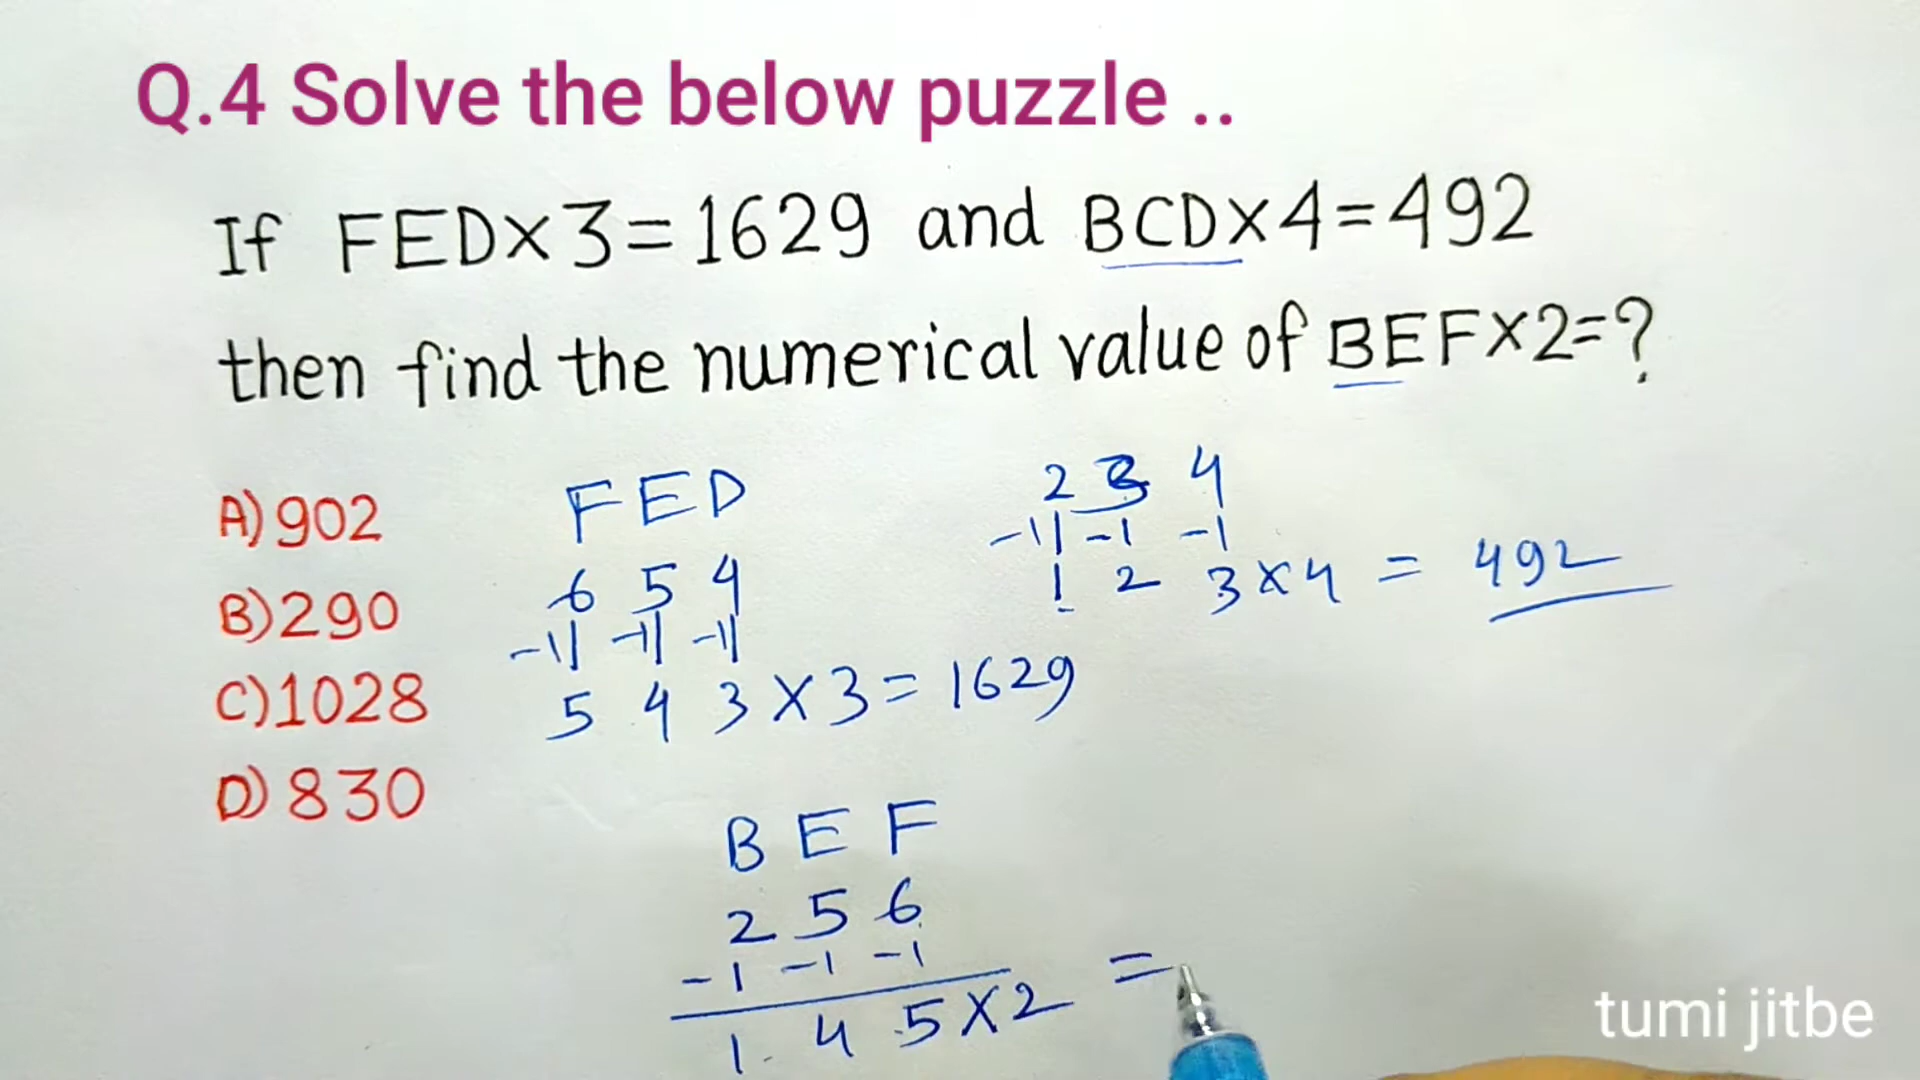 Q.4 Solve the below puzzle ..
If FED×3=1629 and BCD×4=492
then find the numerical value of BEF×2=?
A)902
B)290
C)1028
D)830
FED
6 5 4
-1 -1 -1
5 4 3×3=1629
2 3 4
-1 -1 -1
1 2 3×4 = 492
BEF
2 5 6
-1 -1 -1
1 4 5×2 =
tumi jitbe